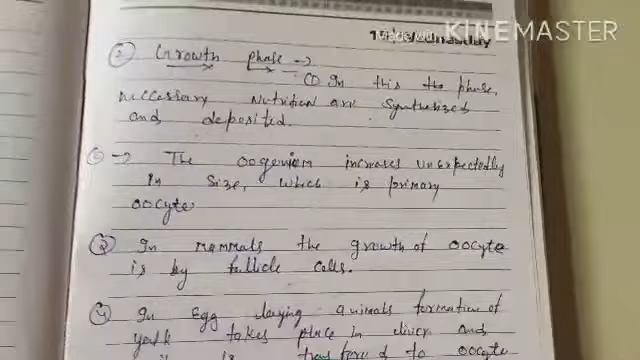 KINEMASTER
Wednesday
② Growth phase →
① In this the phase,
necessary nutrition are synthesized
and deposited.
→ The oogenium increases unexpectedly
in size, which is primary
oocyte
③ In mammals the growth of oocyte
is by follicle cells.
④ In Egg laying animals formation of
yolk takes place in liver and
is transferred to oocyte